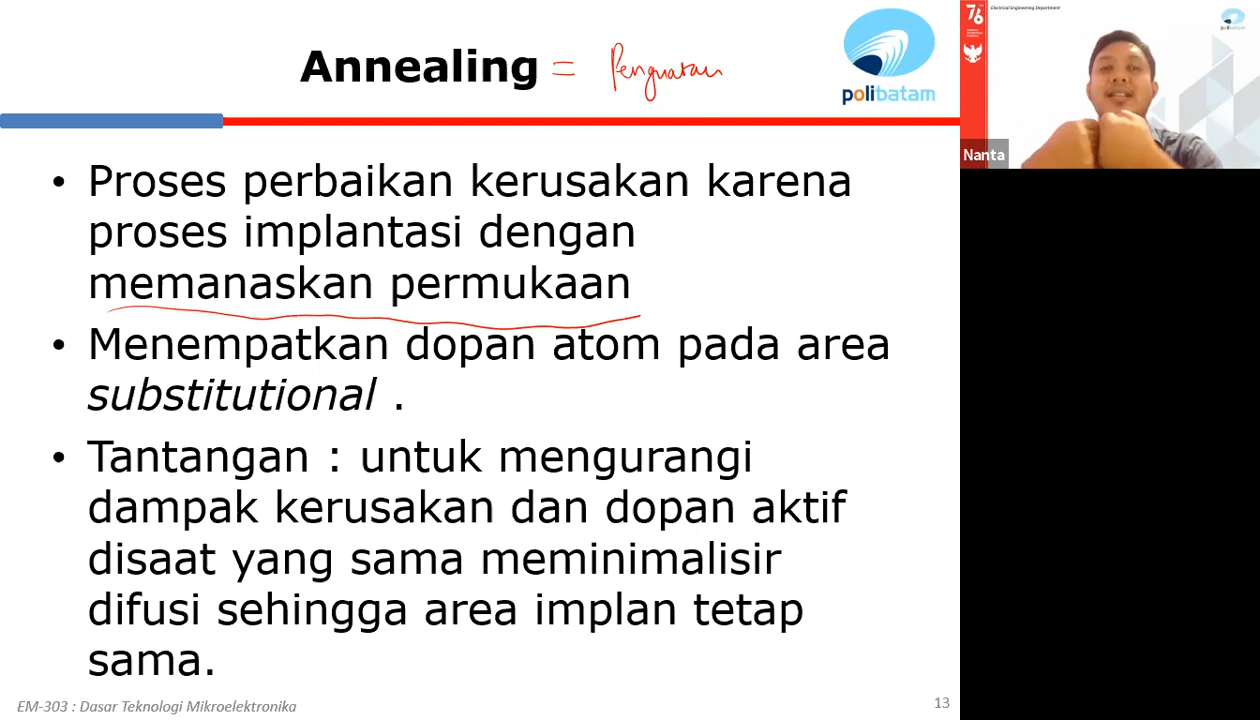 Annealing = Penguatan
polibatam
Proses perbaikan kerusakan karena
proses implantasi dengan
memanaskan permukaan
Menempatkan dopan atom pada area
substitutional .
Tantangan : untuk mengurangi
dampak kerusakan dan dopan aktif
disaat yang sama meminimalisir
difusi sehingga area implan tetap
sama.
EM-303 : Dasar Teknologi Mikroelektronika
13
76
Electrical Engineering Department
polibatam
Nanta